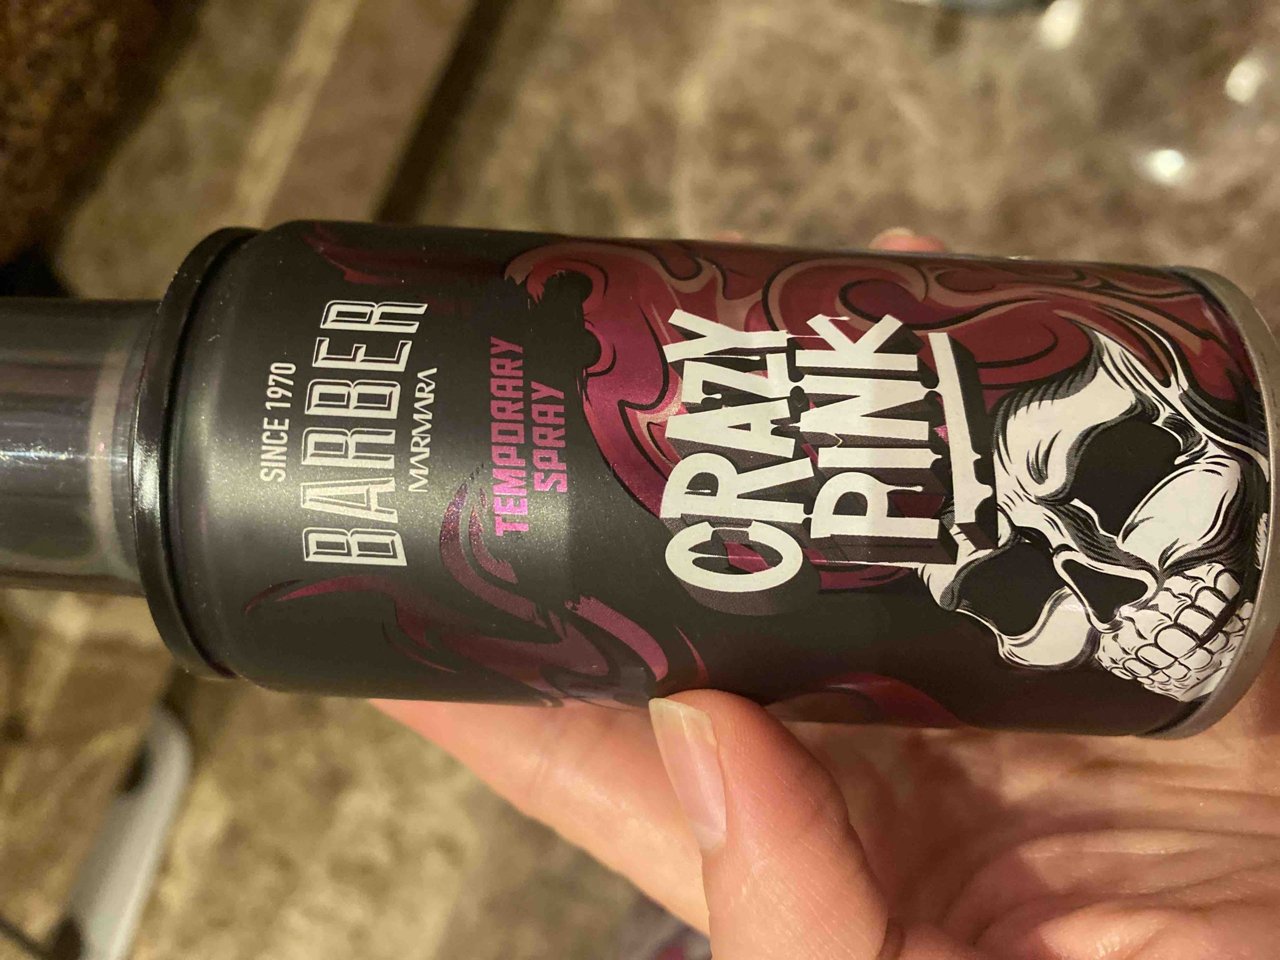 SINCE 1970
BARBER
MARMARA
TEMPORARY
SPRAY
CRAZY
PINK